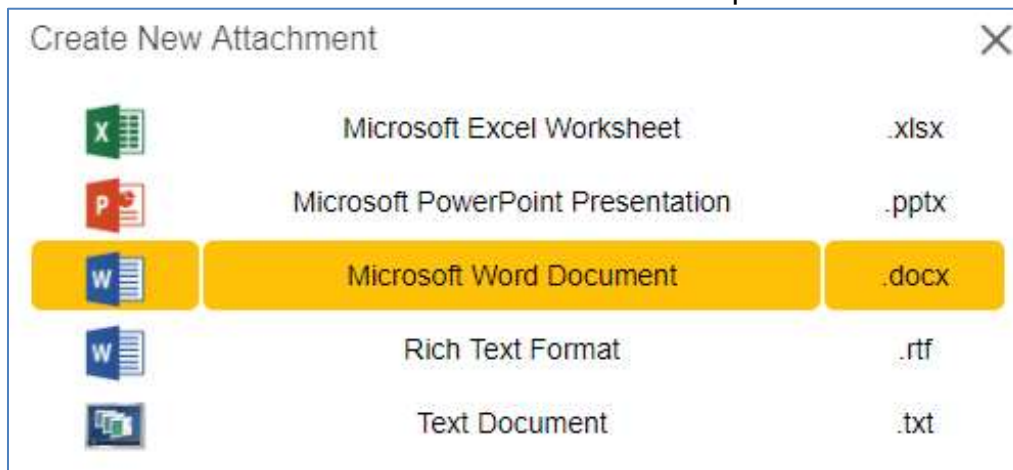 Create New Attachment
Microsoft Excel Worksheet .xlsx
Microsoft PowerPoint Presentation .pptx
Microsoft Word Document .docx
Rich Text Format .rtf
Text Document .txt